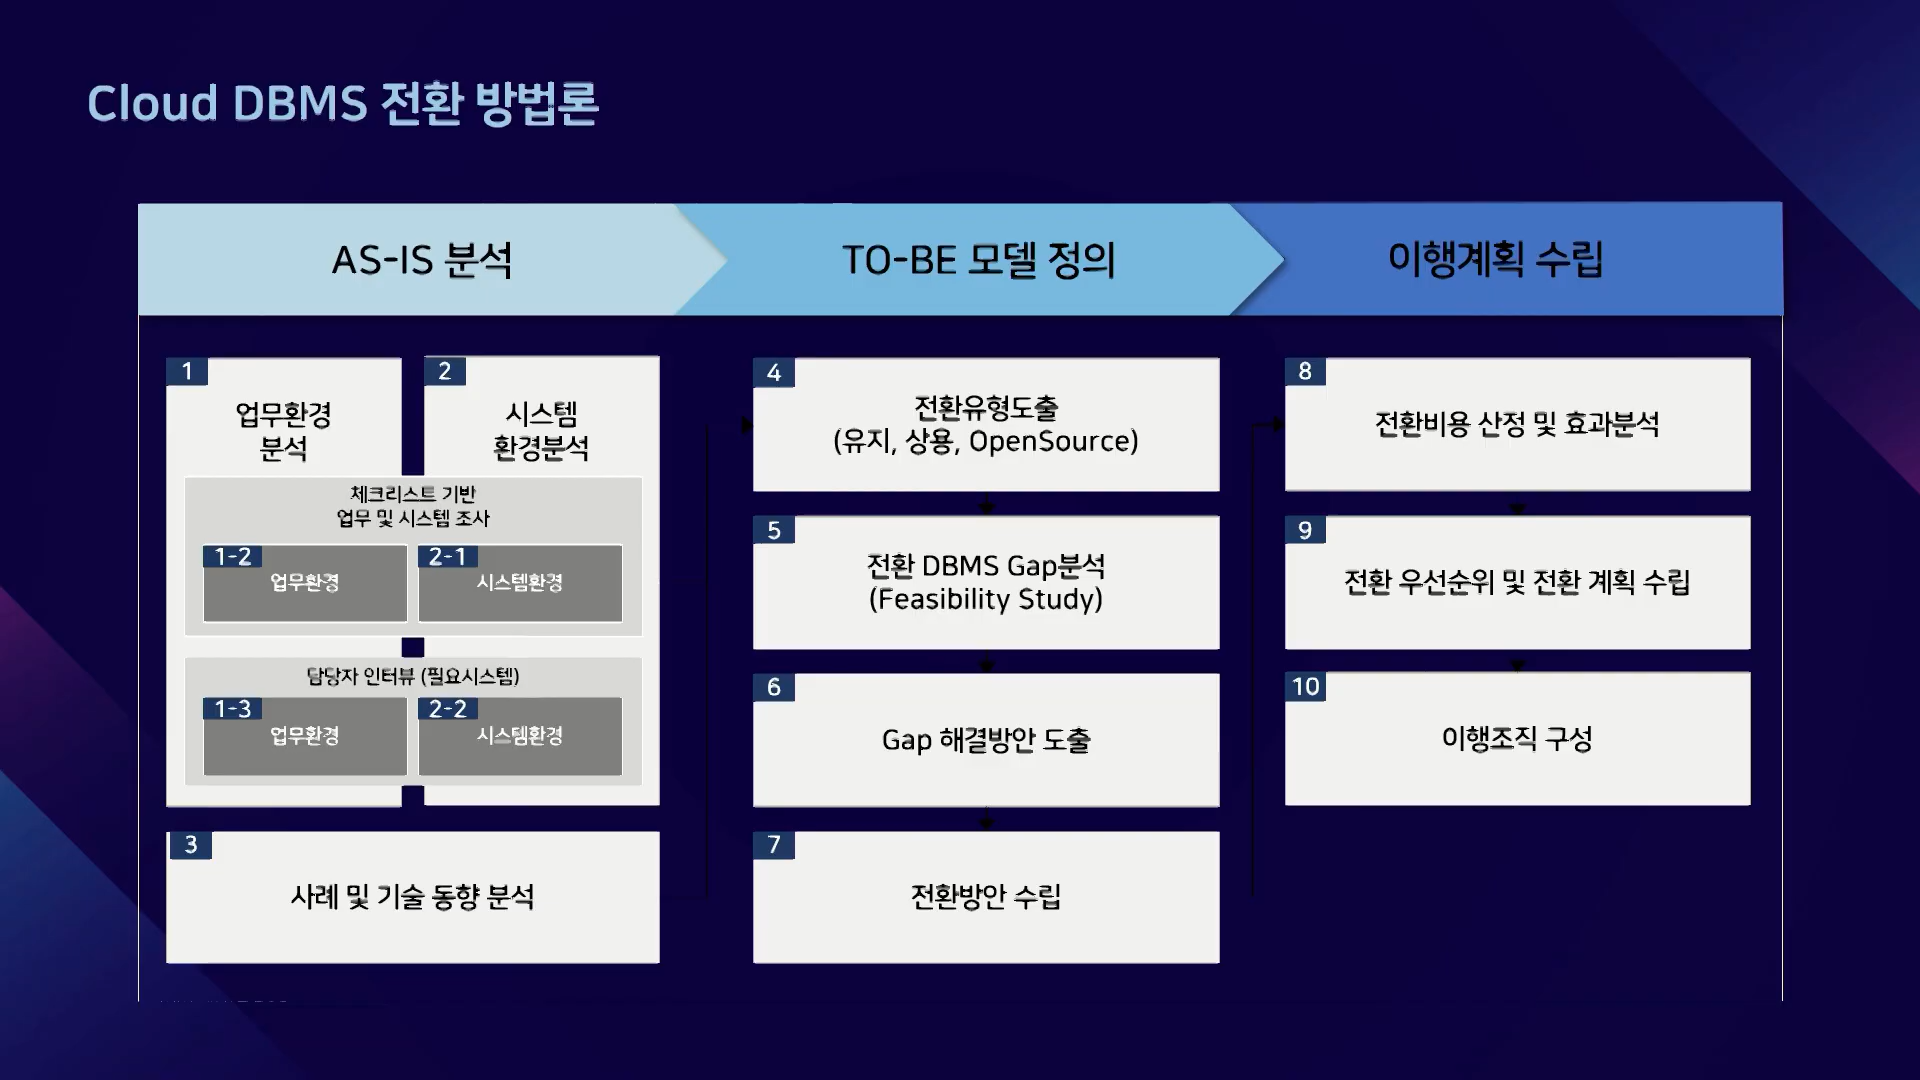 Cloud DBMS 전환 방법론
AS-IS 분석
TO-BE 모델 정의
이행계획 수립
1
업무환경
분석
2
시스템
환경분석
체크리스트 기반
업무 및 시스템 조사
1-2
업무환경
2-1
시스템환경
담당자 인터뷰 (필요시스템)
1-3
업무환경
2-2
시스템환경
3
사례 및 기술 동향 분석
4
전환유형도출
(유지, 상용, OpenSource)
5
전환 DBMS Gap분석
(Feasibility Study)
6
Gap 해결방안 도출
7
전환방안 수립
8
전환비용 산정 및 효과분석
9
전환 우선순위 및 전환 계획 수립
10
이행조직 구성